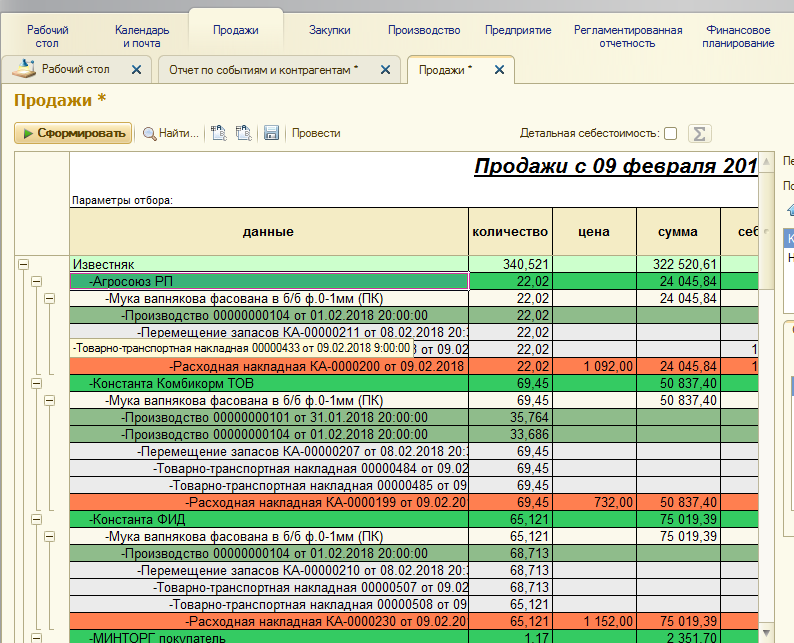 Рабочий стол
Календарь и почта
Продажи
Закупки
Производство
Предприятие
Регламентированная отчетность
Финансовое планирование
Рабочий стол
Отчет по событиям и контрагентам *
Продажи *
Продажи *
Сформировать
Найти...
Провести
Детальная себестоимость:
Σ
Пе
По
Продажи с 09 февраля 201
Параметры отбора:
данные количество цена сумма себ
Известняк 340,521 322 520,61
-Агросоюз РП 22,02 24 045,84
-Мука вапнякова фасована в б/б ф.0-1мм (ПК) 22,02 24 045,84
-Производство 00000000104 от 01.02.2018 20:00:00 22,02
-Перемещение запасов КА-00000211 от 08.02.2018 20: 22,02
-Товарно-транспортная накладная 00000433 от 09.02.2018 9:00:00
от 09.02 22,02 1
-Расходная накладная КА-0000200 от 09.02.2018 22,02 1 092,00 24 045,84 1
-Константа Комбикорм ТОВ 69,45 50 837,40
-Мука вапнякова фасована в б/б ф.0-1мм (ПК) 69,45 50 837,40
-Производство 00000000101 от 31.01.2018 20:00:00 35,764
-Производство 00000000104 от 01.02.2018 20:00:00 33,686
-Перемещение запасов КА-00000207 от 08.02.2018 20: 69,45
-Товарно-транспортная накладная 00000484 от 09.02 69,45
-Товарно-транспортная накладная 00000485 от 09 69,45
-Расходная накладная КА-0000199 от 09.02.20 69,45 732,00 50 837,40
-Константа ФИД 65,121 75 019,39
-Мука вапнякова фасована в б/б ф.0-1мм (ПК) 65,121 75 019,39
-Производство 00000000104 от 01.02.2018 20:00:00 68,713
-Перемещение запасов КА-00000210 от 08.02.2018 20: 68,713
-Товарно-транспортная накладная 00000507 от 09.02 68,713
-Товарно-транспортная накладная 00000508 от 09 65,121
-Расходная накладная КА-0000230 от 09.02.20 65,121 1 152,00 75 019,39
-МИНТОРГ покупатель 1,17 2 351,70